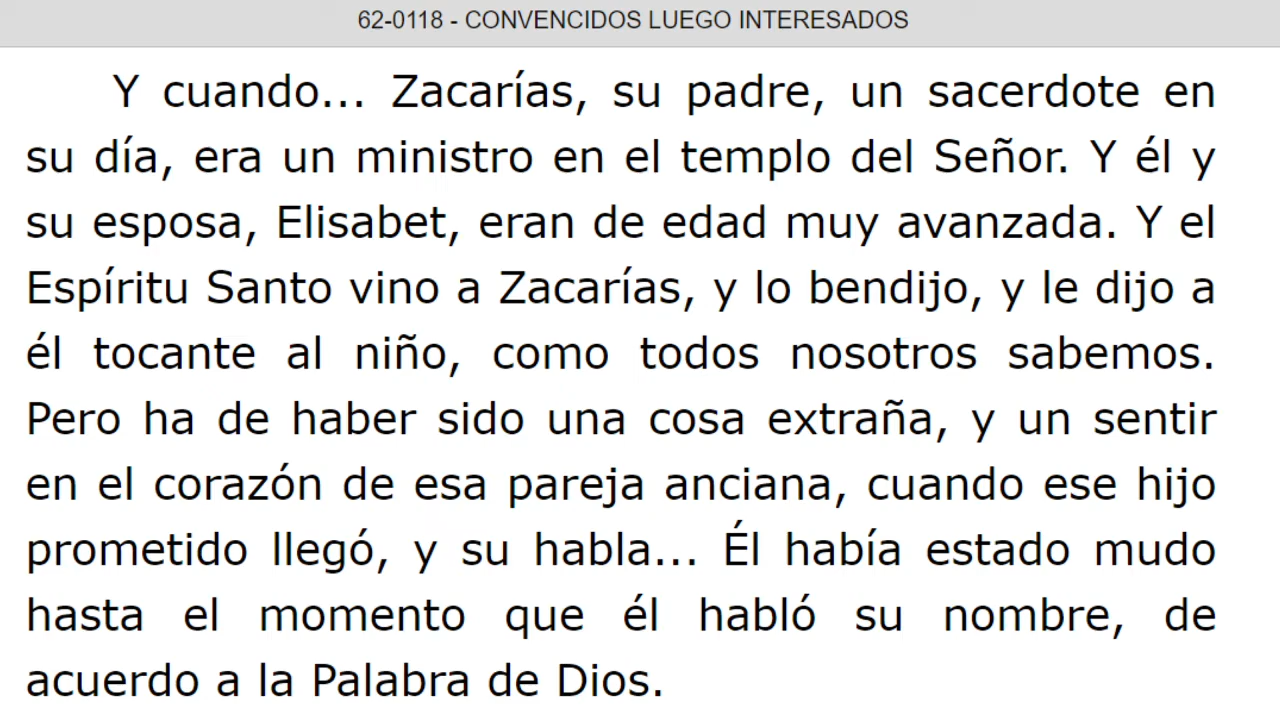 62-0118 - CONVENCIDOS LUEGO INTERESADOS
Y cuando... Zacarías, su padre, un sacerdote en
su día, era un ministro en el templo del Señor. Y él y
su esposa, Elisabet, eran de edad muy avanzada. Y el
Espíritu Santo vino a Zacarías, y lo bendijo, y le dijo a
él tocante al niño, como todos nosotros sabemos.
Pero ha de haber sido una cosa extraña, y un sentir
en el corazón de esa pareja anciana, cuando ese hijo
prometido llegó, y su habla... Él había estado mudo
hasta el momento que él habló su nombre, de
acuerdo a la Palabra de Dios.